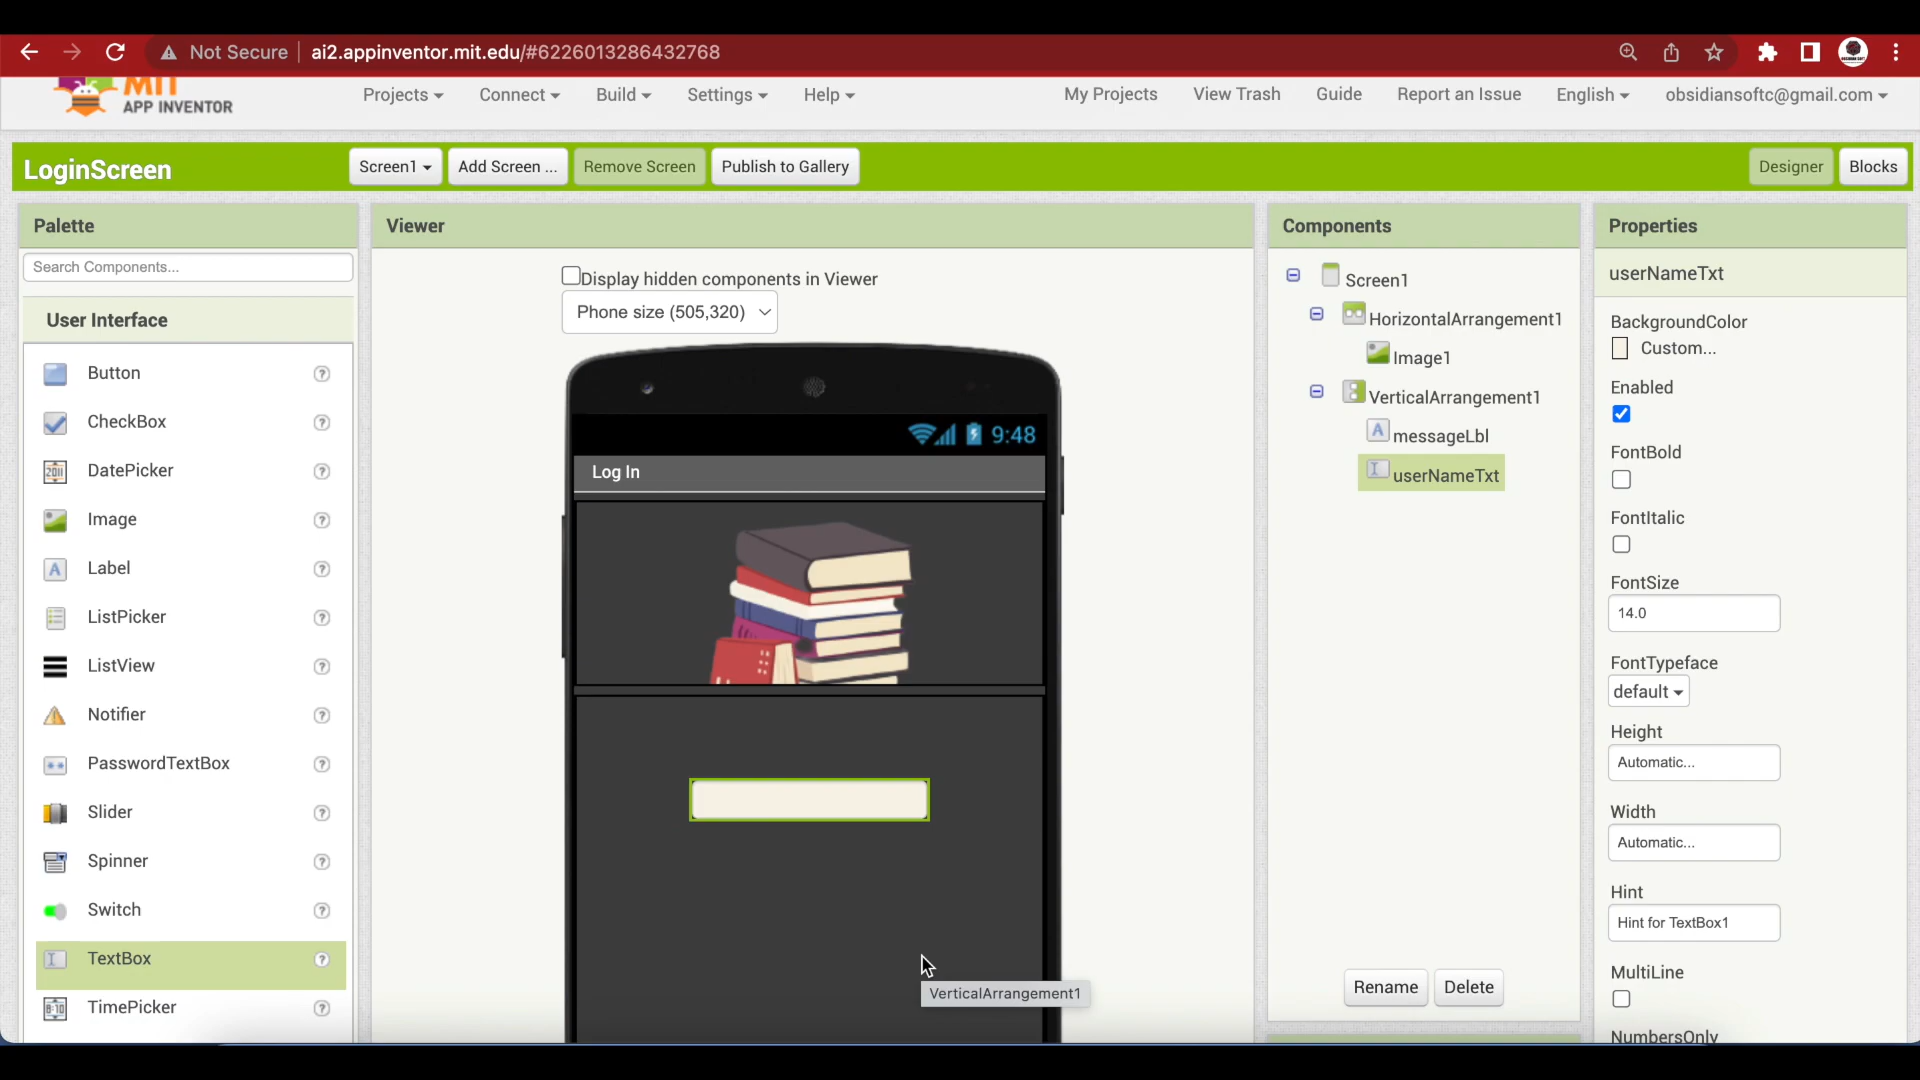 Not Secure
ai2.appinventor.mit.edu/#6226013286432768
MIT
APP INVENTOR
Projects
Connect
Build
Settings
Help
My Projects
View Trash
Guide
Report an Issue
English
obsidiansoftc@gmail.com
LoginScreen
Screen1
Add Screen ...
Remove Screen
Publish to Gallery
Designer
Blocks
Palette
Search Components...
User Interface
Button
CheckBox
DatePicker
Image
Label
ListPicker
ListView
Notifier
PasswordTextBox
Slider
Spinner
Switch
TextBox
TimePicker
Viewer
Display hidden components in Viewer
Phone size (505,320)
9:48
Log In
VerticalArrangement1
Components
Screen1
HorizontalArrangement1
Image1
VerticalArrangement1
messageLbl
userNameTxt
Rename
Delete
Properties
userNameTxt
BackgroundColor
Custom...
Enabled
FontBold
FontItalic
FontSize
14.0
FontTypeface
default
Height
Automatic...
Width
Automatic...
Hint
Hint for TextBox1
MultiLine
NumbersOnly